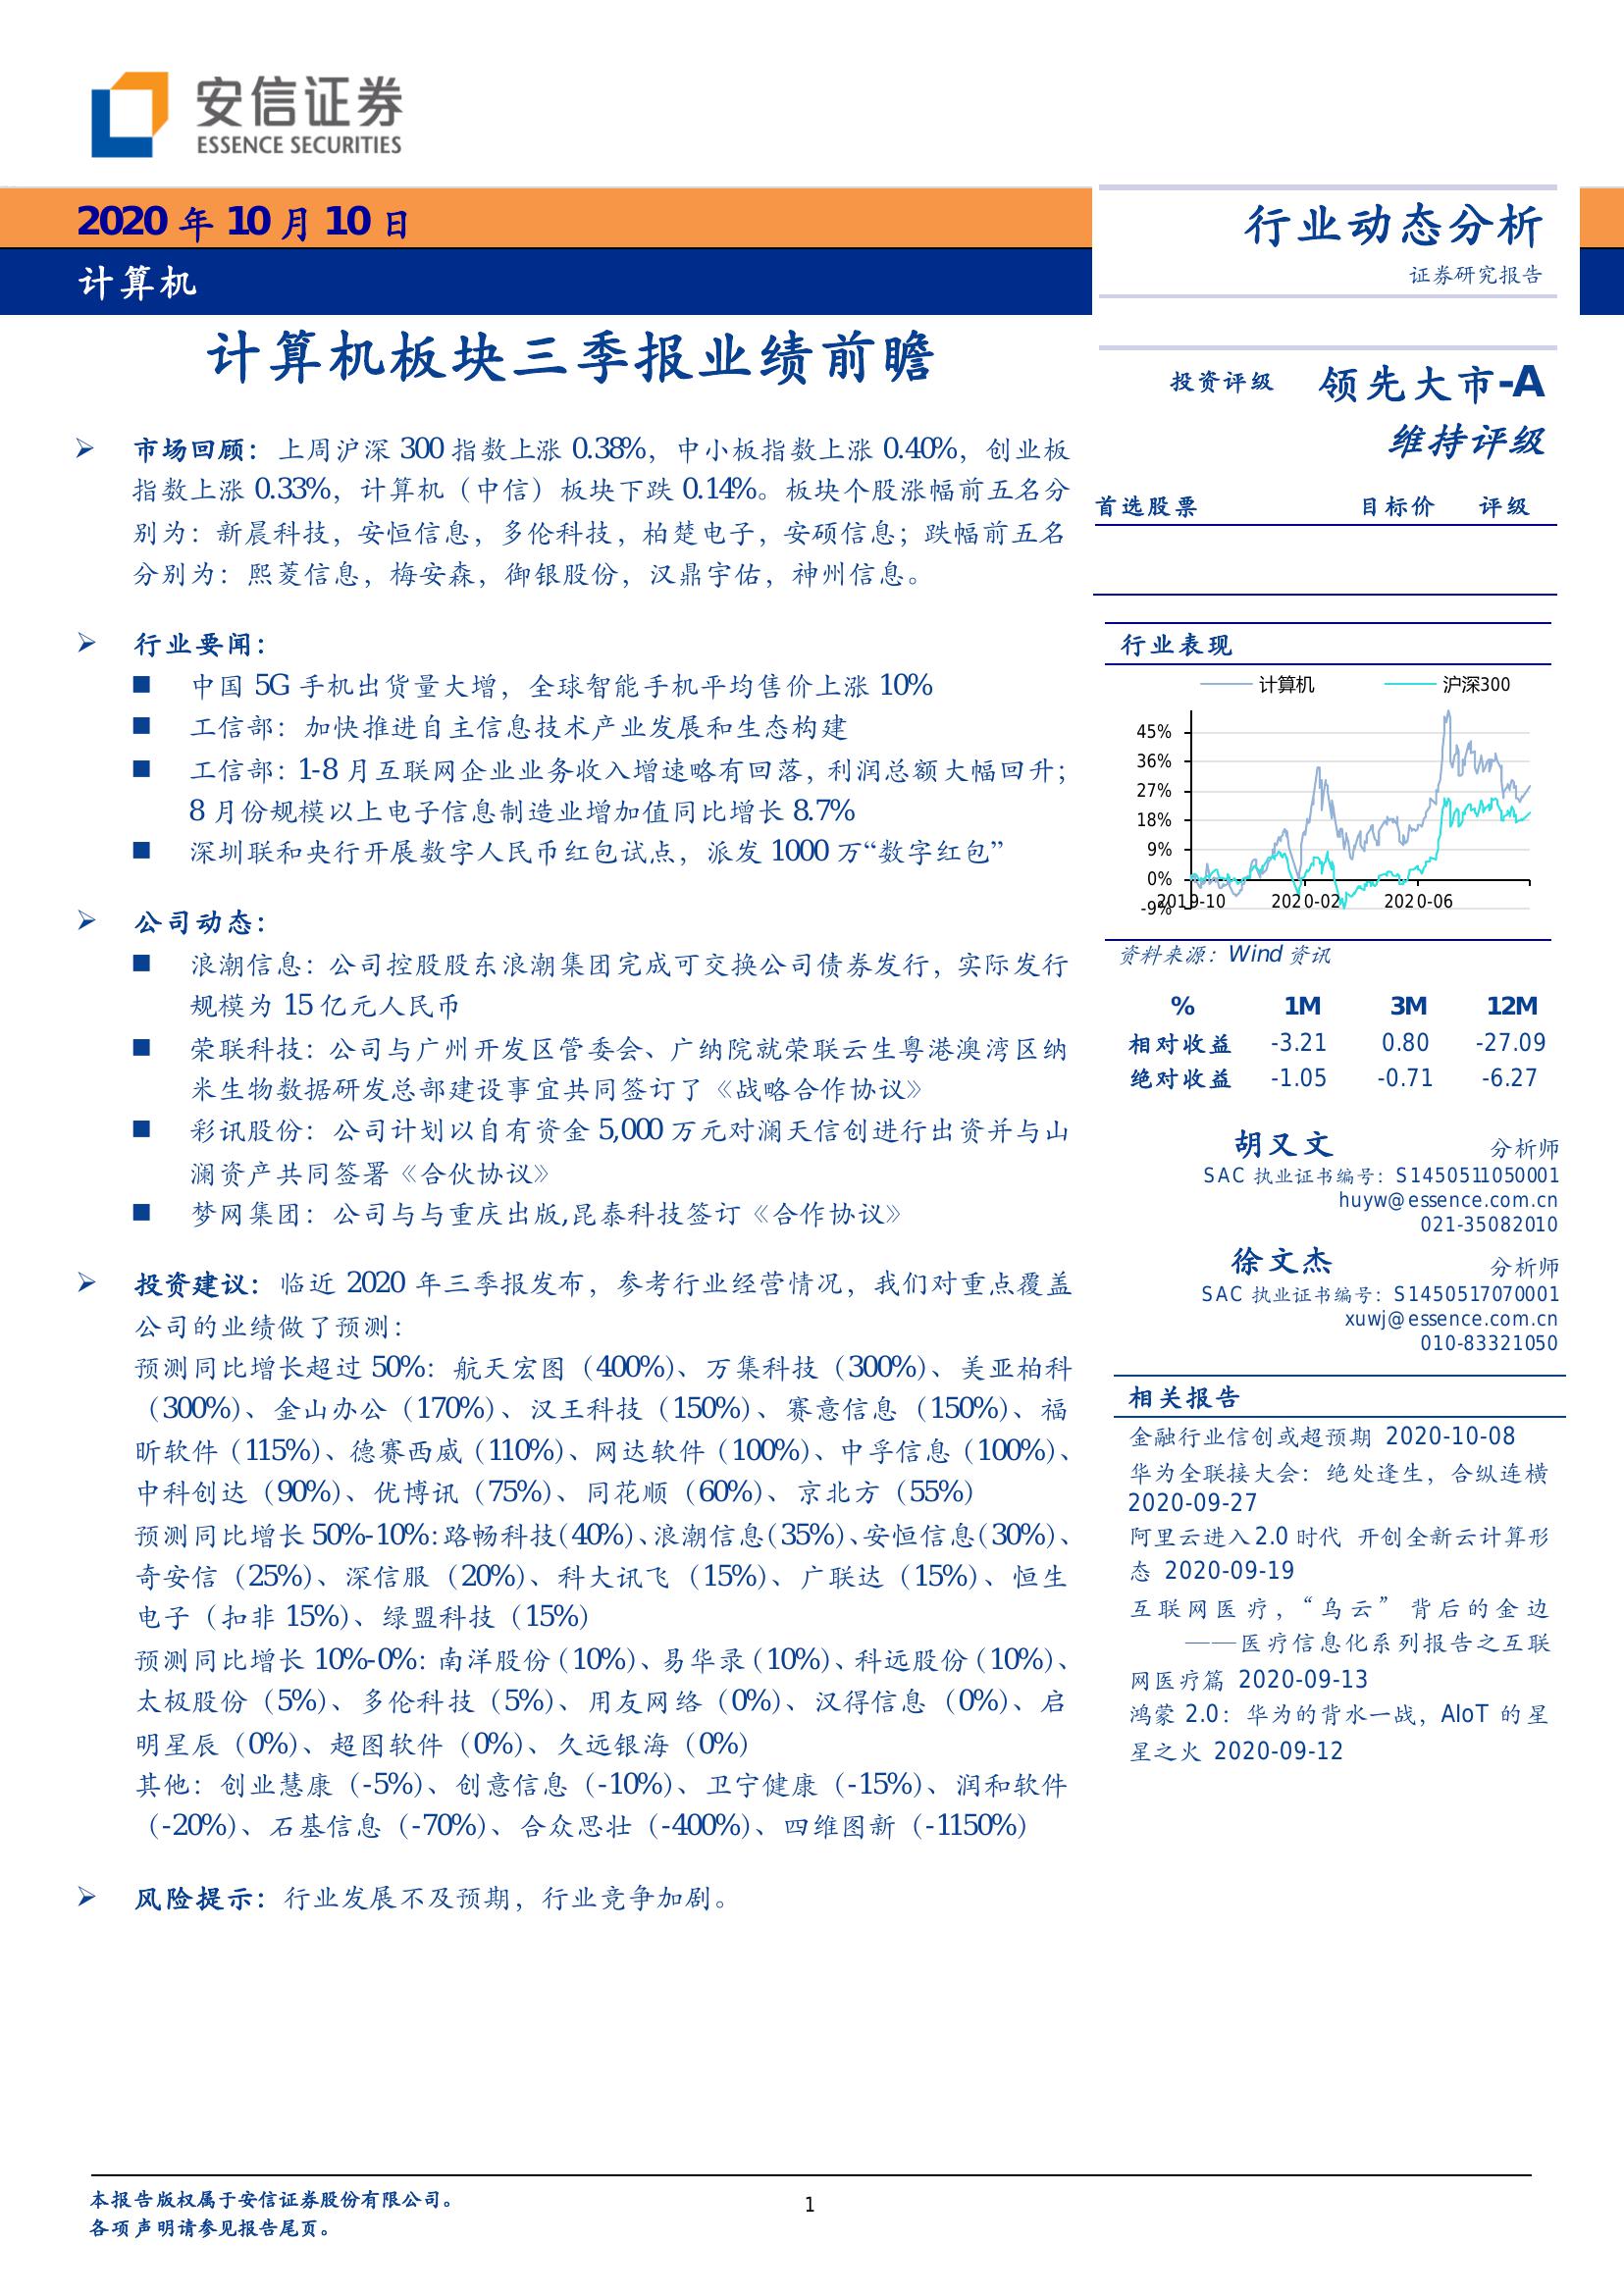 安信证券
ESSENCE SECURITIES
2020 年 10 月 10 日
计算机
行业动态分析
证券研究报告
计算机板块三季报业绩前瞻
市场回顾：上周沪深 300 指数上涨 0.38%，中小板指数上涨 0.40%，创业板
指数上涨 0.33%，计算机（中信）板块下跌 0.14%。板块个股涨幅前五名分
别为：新晨科技，安恒信息，多伦科技，柏楚电子，安硕信息；跌幅前五名
分别为：熙菱信息，梅安森，御银股份，汉鼎宇佑，神州信息。
行业要闻：
中国 5G 手机出货量大增，全球智能手机平均售价上涨 10%
工信部：加快推进自主信息技术产业发展和生态构建
工信部：1-8 月互联网企业业务收入增速略有回落，利润总额大幅回升；
8 月份规模以上电子信息制造业增加值同比增长 8.7%
深圳联和央行开展数字人民币红包试点，派发 1000 万“数字红包”
公司动态：
浪潮信息：公司控股股东浪潮集团完成可交换公司债券发行，实际发行
规模为 15 亿元人民币
荣联科技：公司与广州开发区管委会、广纳院就荣联云生粤港澳湾区纳
米生物数据研发总部建设事宜共同签订了《战略合作协议》
彩讯股份：公司计划以自有资金 5,000 万元对澜天信创进行出资并与山
澜资产共同签署《合伙协议》
梦网集团：公司与与重庆出版,昆泰科技签订《合作协议》
投资建议：临近 2020 年三季报发布，参考行业经营情况，我们对重点覆盖
公司的业绩做了预测：
预测同比增长超过 50%：航天宏图（400%）、万集科技（300%）、美亚柏科
（300%）、金山办公（170%）、汉王科技（150%）、赛意信息（150%）、福
昕软件（115%）、德赛西威（110%）、网达软件（100%）、中孚信息（100%）、
中科创达（90%）、优博讯（75%）、同花顺（60%）、京北方（55%）
预测同比增长 50%-10%：路畅科技（40%）、浪潮信息（35%）、安恒信息（30%）、
奇安信（25%）、深信服（20%）、科大讯飞（15%）、广联达（15%）、恒生
电子（扣非 15%）、绿盟科技（15%）
预测同比增长 10%-0%：南洋股份（10%）、易华录（10%）、科远股份（10%）、
太极股份（5%）、多伦科技（5%）、用友网络（0%）、汉得信息（0%）、启
明星辰（0%）、超图软件（0%）、久远银海（0%）
其他：创业慧康（-5%）、创意信息（-10%）、卫宁健康（-15%）、润和软件
（-20%）、石基信息（-70%）、合众思壮（-400%）、四维图新（-1150%）
风险提示：行业发展不及预期，行业竞争加剧。
投资评级 领先大市-A
维持评级
首选股票 目标价 评级
行业表现
计算机 沪深300
45%
36%
27%
18%
9%
0%
-9%
2019-10 2020-02 2020-06
资料来源：Wind 资讯
% 1M 3M 12M
相对收益 -3.21 0.80 -27.09
绝对收益 -1.05 -0.71 -6.27
胡又文 分析师
SAC 执业证书编号：S1450511050001
huyw@essence.com.cn
021-35082010
徐文杰 分析师
SAC 执业证书编号：S1450517070001
xuwj@essence.com.cn
010-83321050
相关报告
金融行业信创或超预期 2020-10-08
华为全联接大会：绝处逢生，合纵连横
2020-09-27
阿里云进入 2.0 时代 开创全新云计算形
态 2020-09-19
互联网医疗，“乌云” 背后的金边
——医疗信息化系列报告之互联
网医疗篇 2020-09-13
鸿蒙 2.0：华为的背水一战，AIoT 的星
星之火 2020-09-12
本报告版权属于安信证券股份有限公司。
各项声明请参见报告尾页。
1